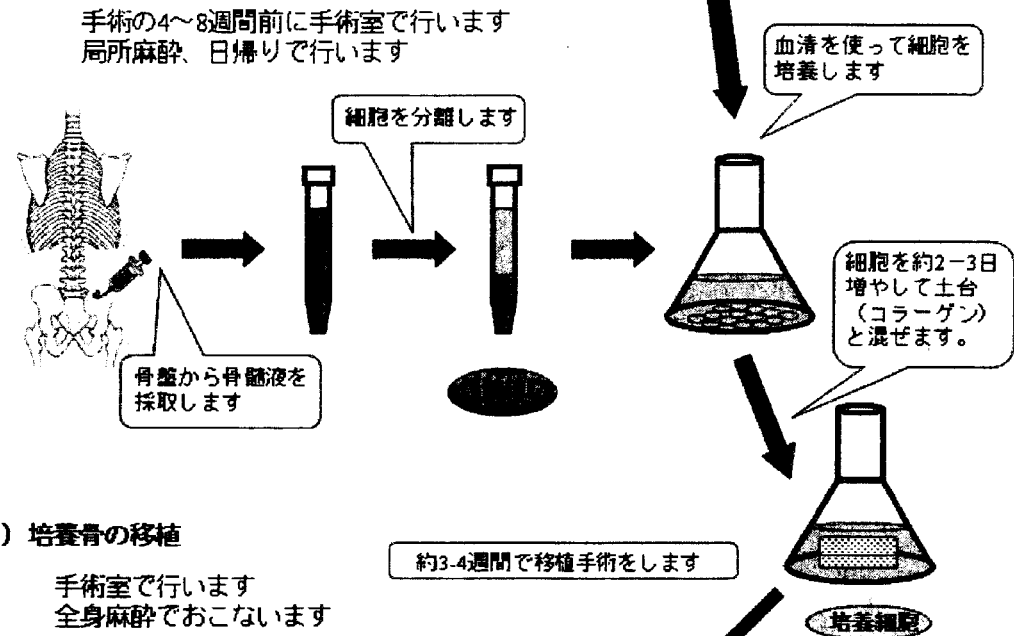 手術の4~8週間前に手術室で行います
局所麻酔、日帰りで行います
血清を使って細胞を
培養します
細胞を分離します
細胞を約2-3日
増やして土台
(コラーゲン)
と混ぜます。
骨盤から骨髄液を
採取します
) 培養骨の移植
手術室で行います
全身麻酔でおこないます
約3-4週間で移植手術をします
培養細胞